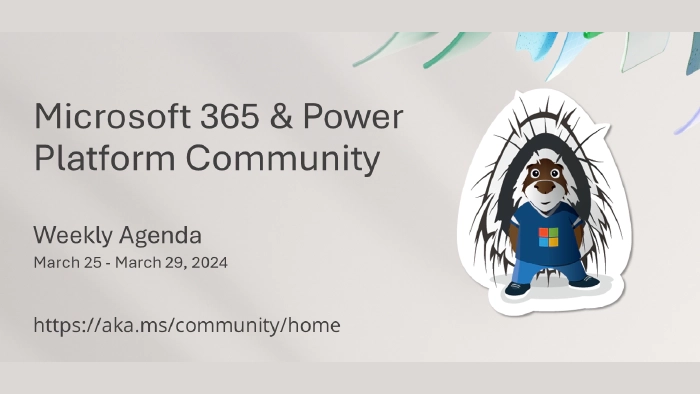 Microsoft 365 & Power
Platform Community
Weekly Agenda
March 25 - March 29, 2024
https://aka.ms/community/home